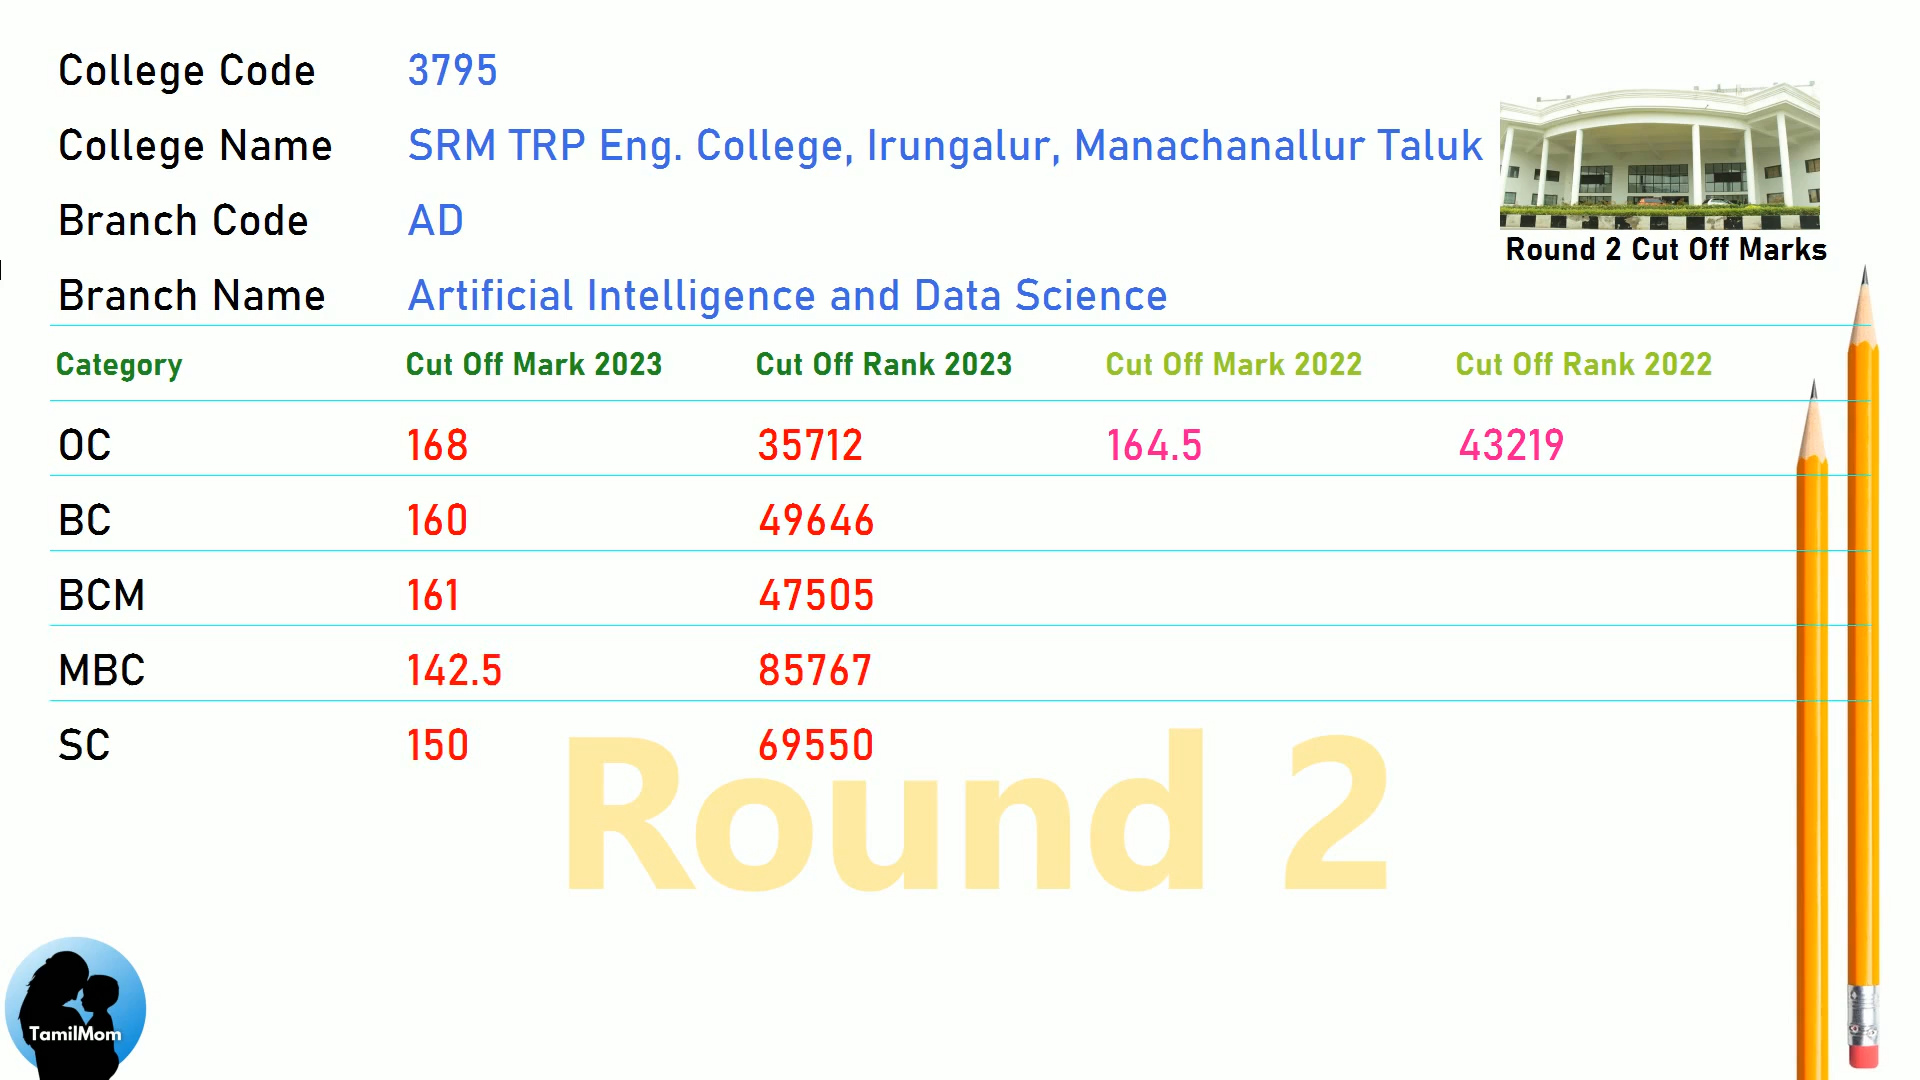 College Code 3795
College Name SRM TRP Eng. College, Irungalur, Manachanallur Taluk
Branch Code AD
Round 2 Cut Off Marks
Branch Name Artificial Intelligence and Data Science
Category Cut Off Mark 2023 Cut Off Rank 2023 Cut Off Mark 2022 Cut Off Rank 2022
OC 168 35712 164.5 43219
BC 160 49646
BCM 161 47505
MBC 142.5 85767
SC 150 69550
Round 2
TamilMom